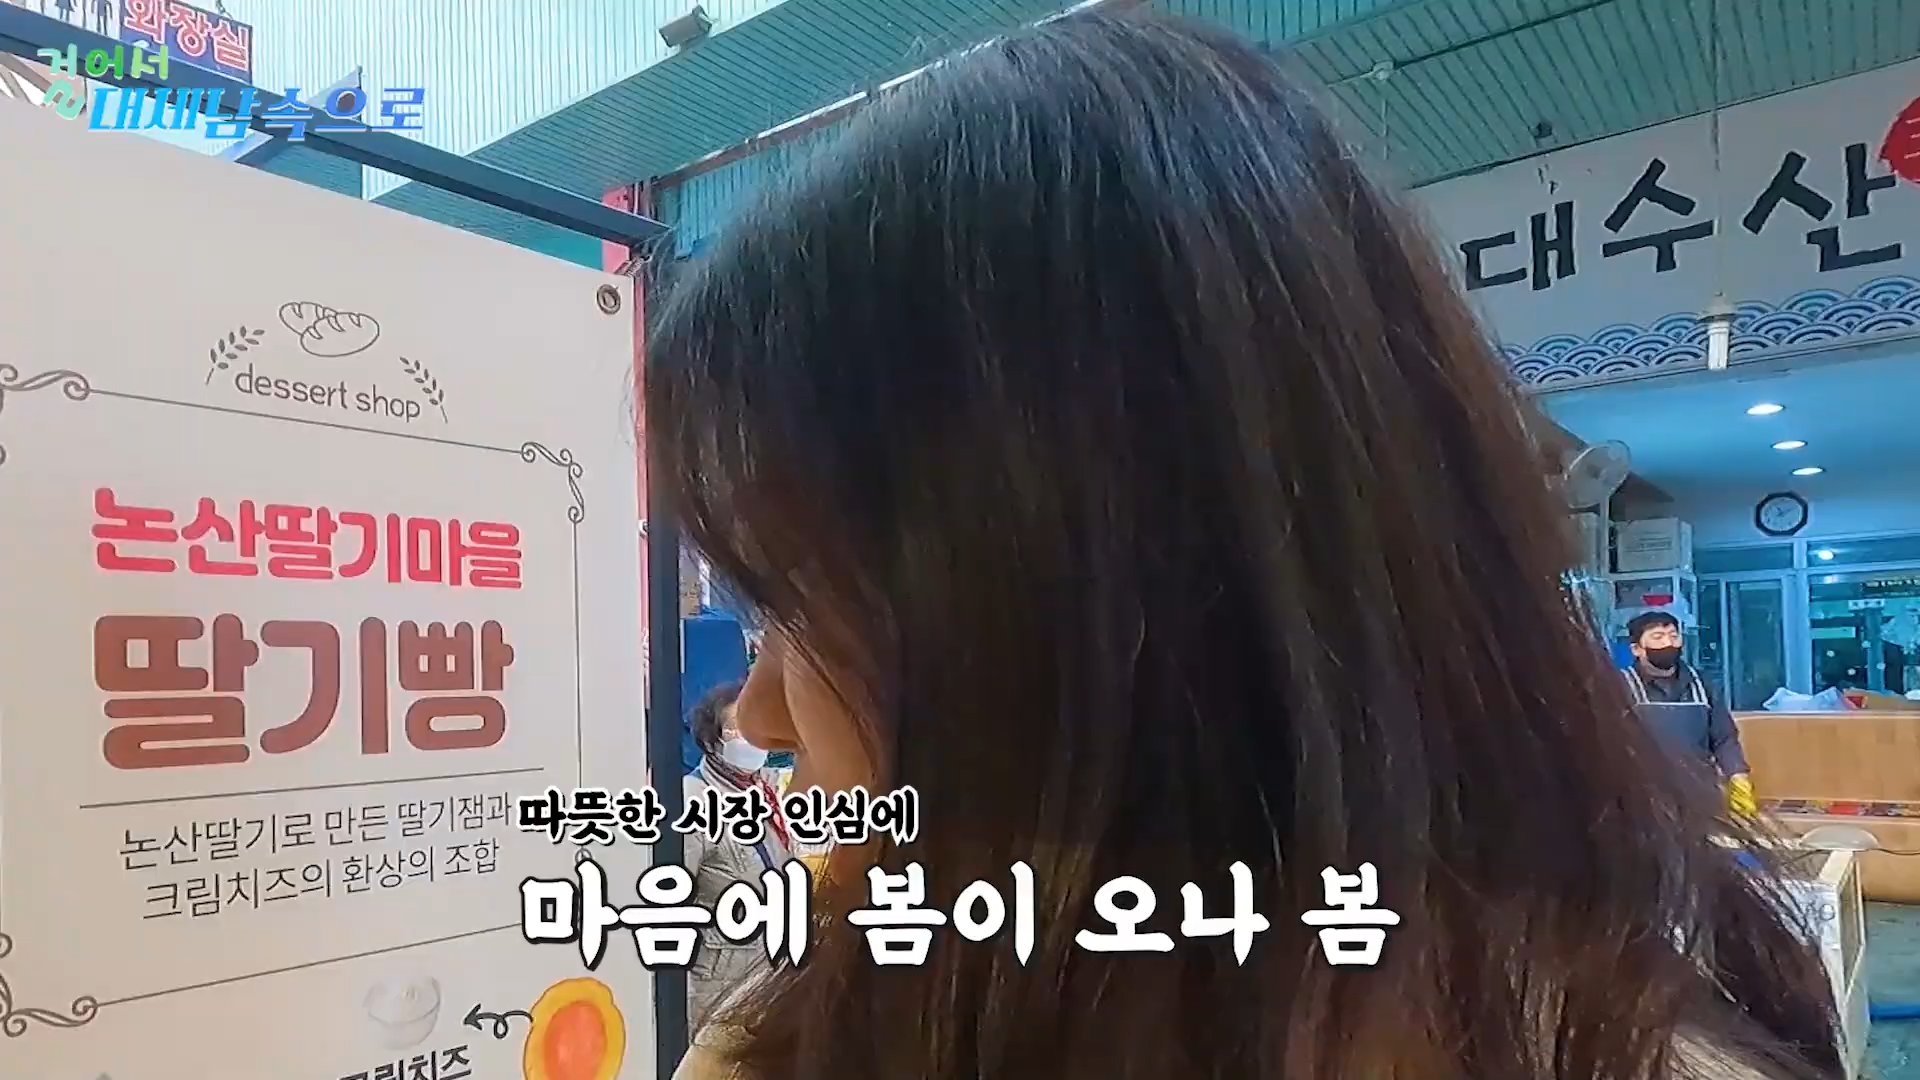 화장실
걸어서
대세남속으로
대수산
dessert shop
논산딸기마을
딸기빵
논산딸기로 만든 딸기잼과
크림치즈의 환상의 조합
크림치즈
따뜻한 시장 인심에
마음에 봄이 오나 봄